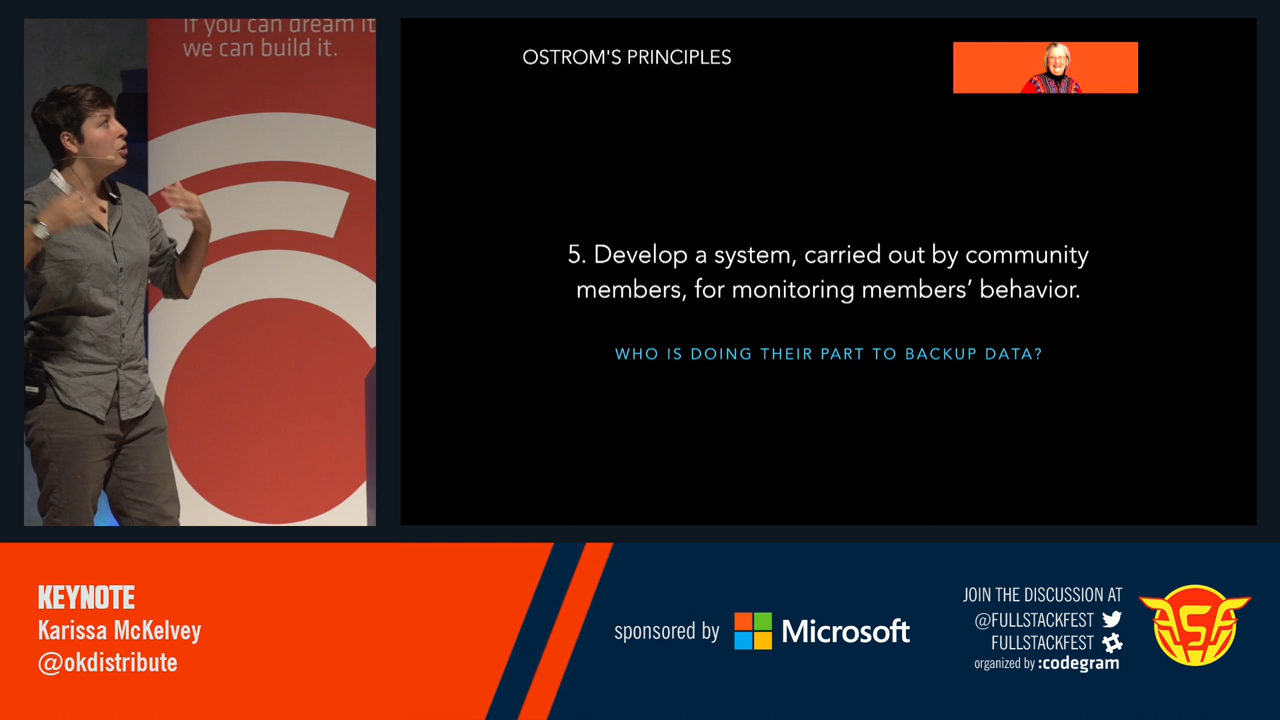 If you can dream it
we can build it.
OSTROM'S PRINCIPLES
5. Develop a system, carried out by community
members, for monitoring members' behavior.
WHO IS DOING THEIR PART TO BACKUP DATA?
KEYNOTE
Karissa McKelvey
@okdistribute
sponsored by Microsoft
JOIN THE DISCUSSION AT
@FULLSTACKFEST
FULLSTACKFEST
organized by :codegram
FSF